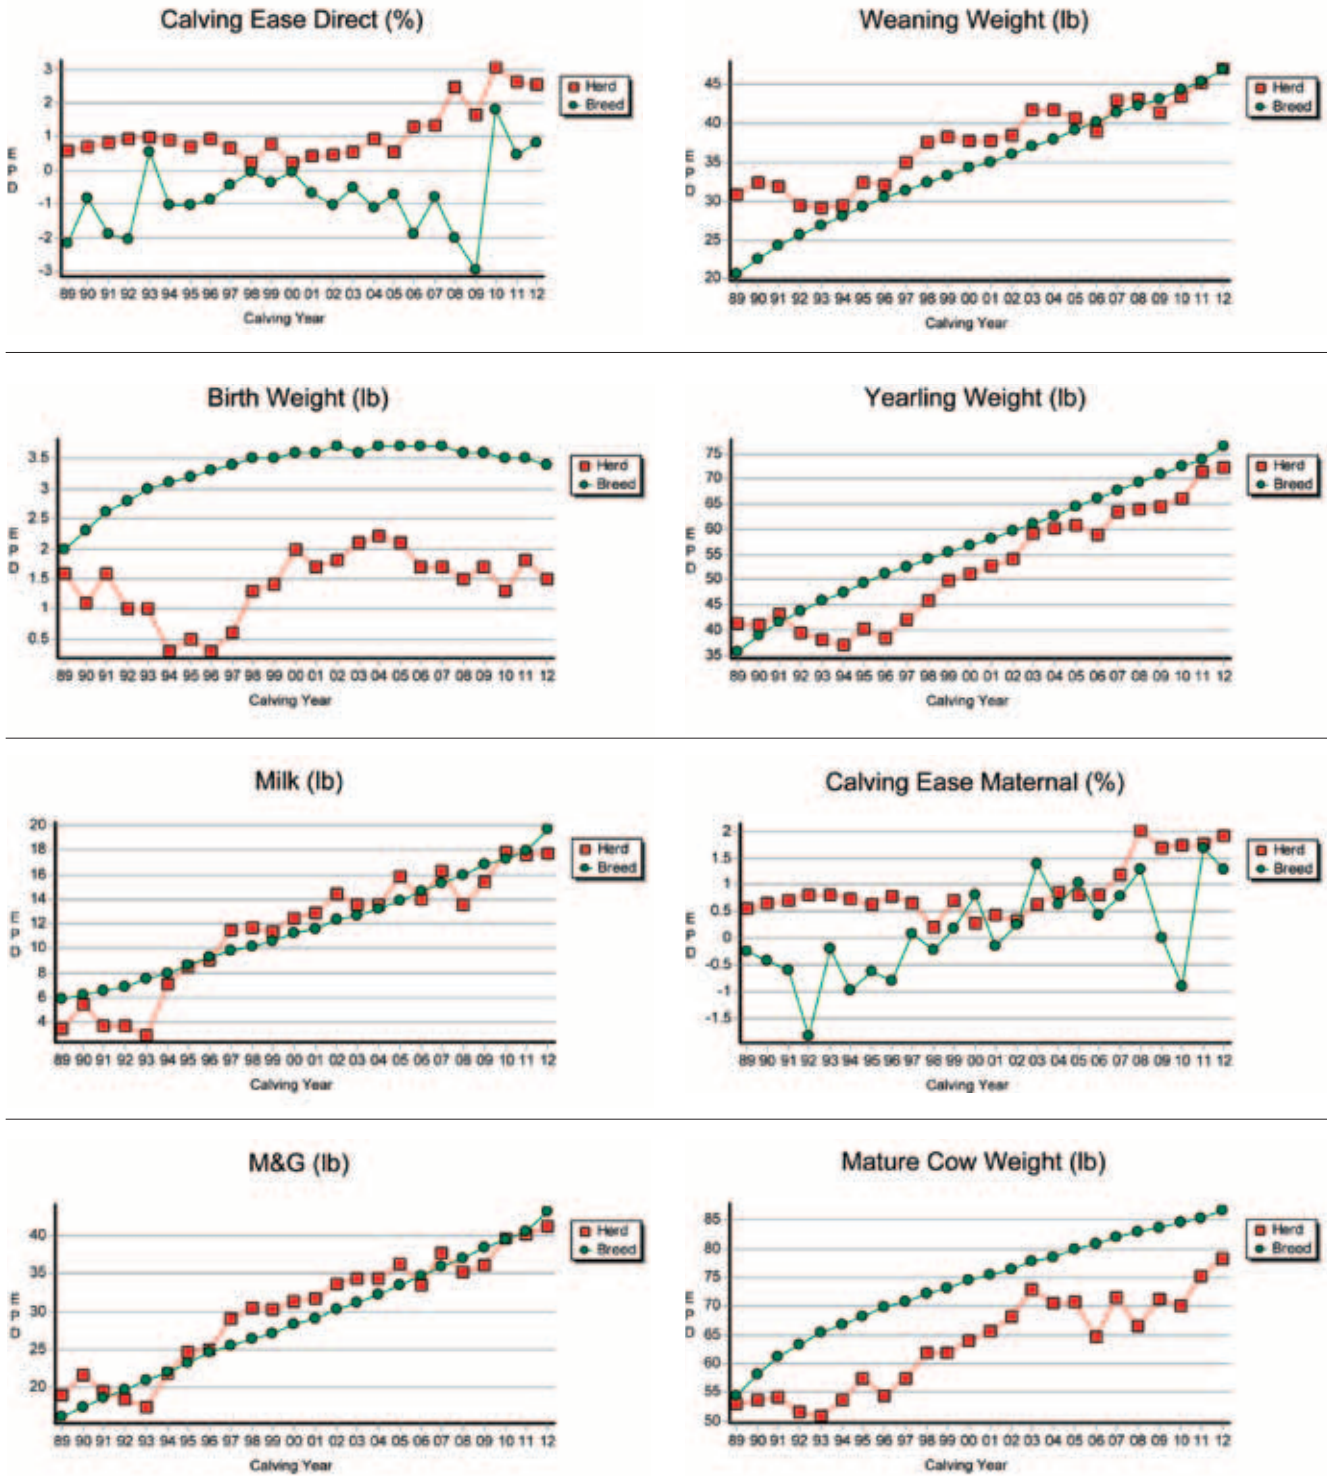 Calving Ease Direct (%)
3
2
1
0
-1
-2
-3
E
P
D
89 90 91 92 93 94 95 96 97 98 99 00 01 02 03 04 05 06 07 08 09 10 11 12
Calving Year
Herd
Breed
Weaning Weight (lb)
45
40
35
30
25
20
E
P
D
89 90 91 92 93 94 95 96 97 98 99 00 01 02 03 04 05 06 07 08 09 10 11 12
Calving Year
Herd
Breed
Birth Weight (lb)
3.5
3
2.5
2
1.5
1
0.5
E
P
D
89 90 91 92 93 94 95 96 97 98 99 00 01 02 03 04 05 06 07 08 09 10 11 12
Calving Year
Herd
Breed
Yearling Weight (lb)
75
70
65
60
55
50
45
40
35
E
P
D
89 90 91 92 93 94 95 96 97 98 99 00 01 02 03 04 05 06 07 08 09 10 11 12
Calving Year
Herd
Breed
Milk (lb)
20
18
16
14
12
10
8
6
4
E
P
D
89 90 91 92 93 94 95 96 97 98 99 00 01 02 03 04 05 06 07 08 09 10 11 12
Calving Year
Herd
Breed
Calving Ease Maternal (%)
2
1.5
1
0.5
0
-0.5
-1
-1.5
E
P
D
89 90 91 92 93 94 95 96 97 98 99 00 01 02 03 04 05 06 07 08 09 10 11 12
Calving Year
Herd
Breed
M&G (lb)
40
35
30
25
20
E
P
D
89 90 91 92 93 94 95 96 97 98 99 00 01 02 03 04 05 06 07 08 09 10 11 12
Calving Year
Herd
Breed
Mature Cow Weight (lb)
85
80
75
70
65
60
55
50
E
P
D
89 90 91 92 93 94 95 96 97 98 99 00 01 02 03 04 05 06 07 08 09 10 11 12
Calving Year
Herd
Breed